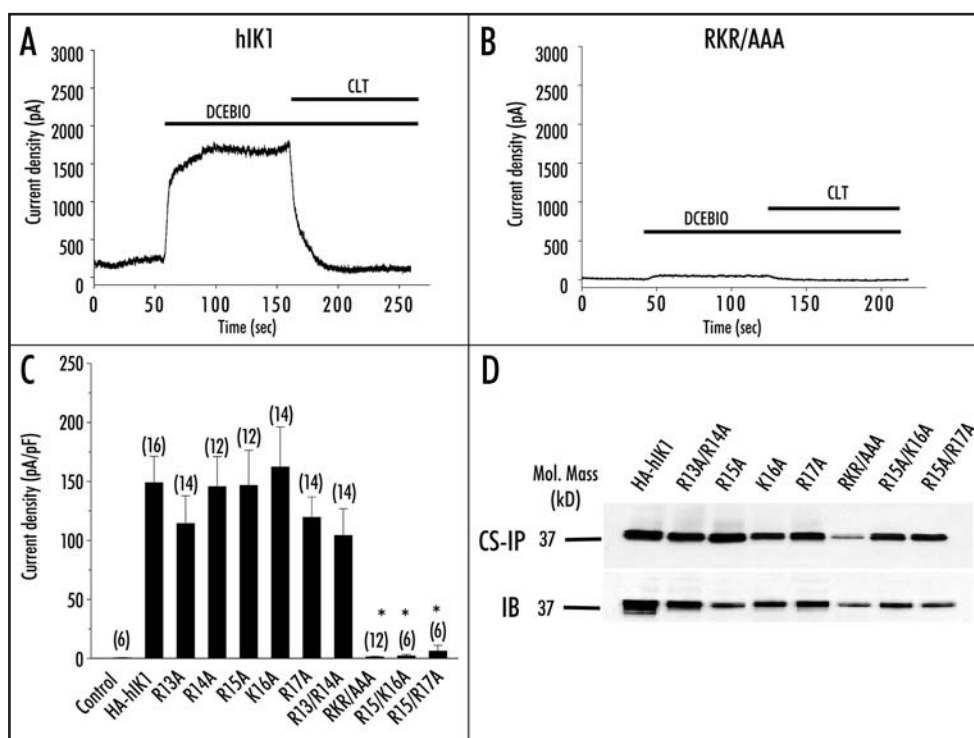 A
hIK1
Current density (pA)
3000
2500
2000
1500
1000
500
0
CLT
DCEBIO
0 50 100 150 200 250
Time (sec)
B
RKR/AAA
Current density (pA)
3000
2500
2000
1500
1000
500
0
CLT
DCEBIO
0 50 100 150 200
Time (sec)
C
Current density (pA/pF)
250
200
150
100
50
0
(6)
(16)
(14)
(12)
(12)
(14)
(14)
(14)
* * *
(12)
(6)
(6)
Control
HA-hIK1
R13A
R14A
R15A
K16A
R17A
R13/R14A
RKR/AAA
R15/K16A
R15/R17A
D
Mol. Mass
(kD)
HA-hIK1
R13A/R14A
R15A
K16A
R17A
RKR/AAA
R15A/K16A
R15A/R17A
CS-IP 37
IB 37